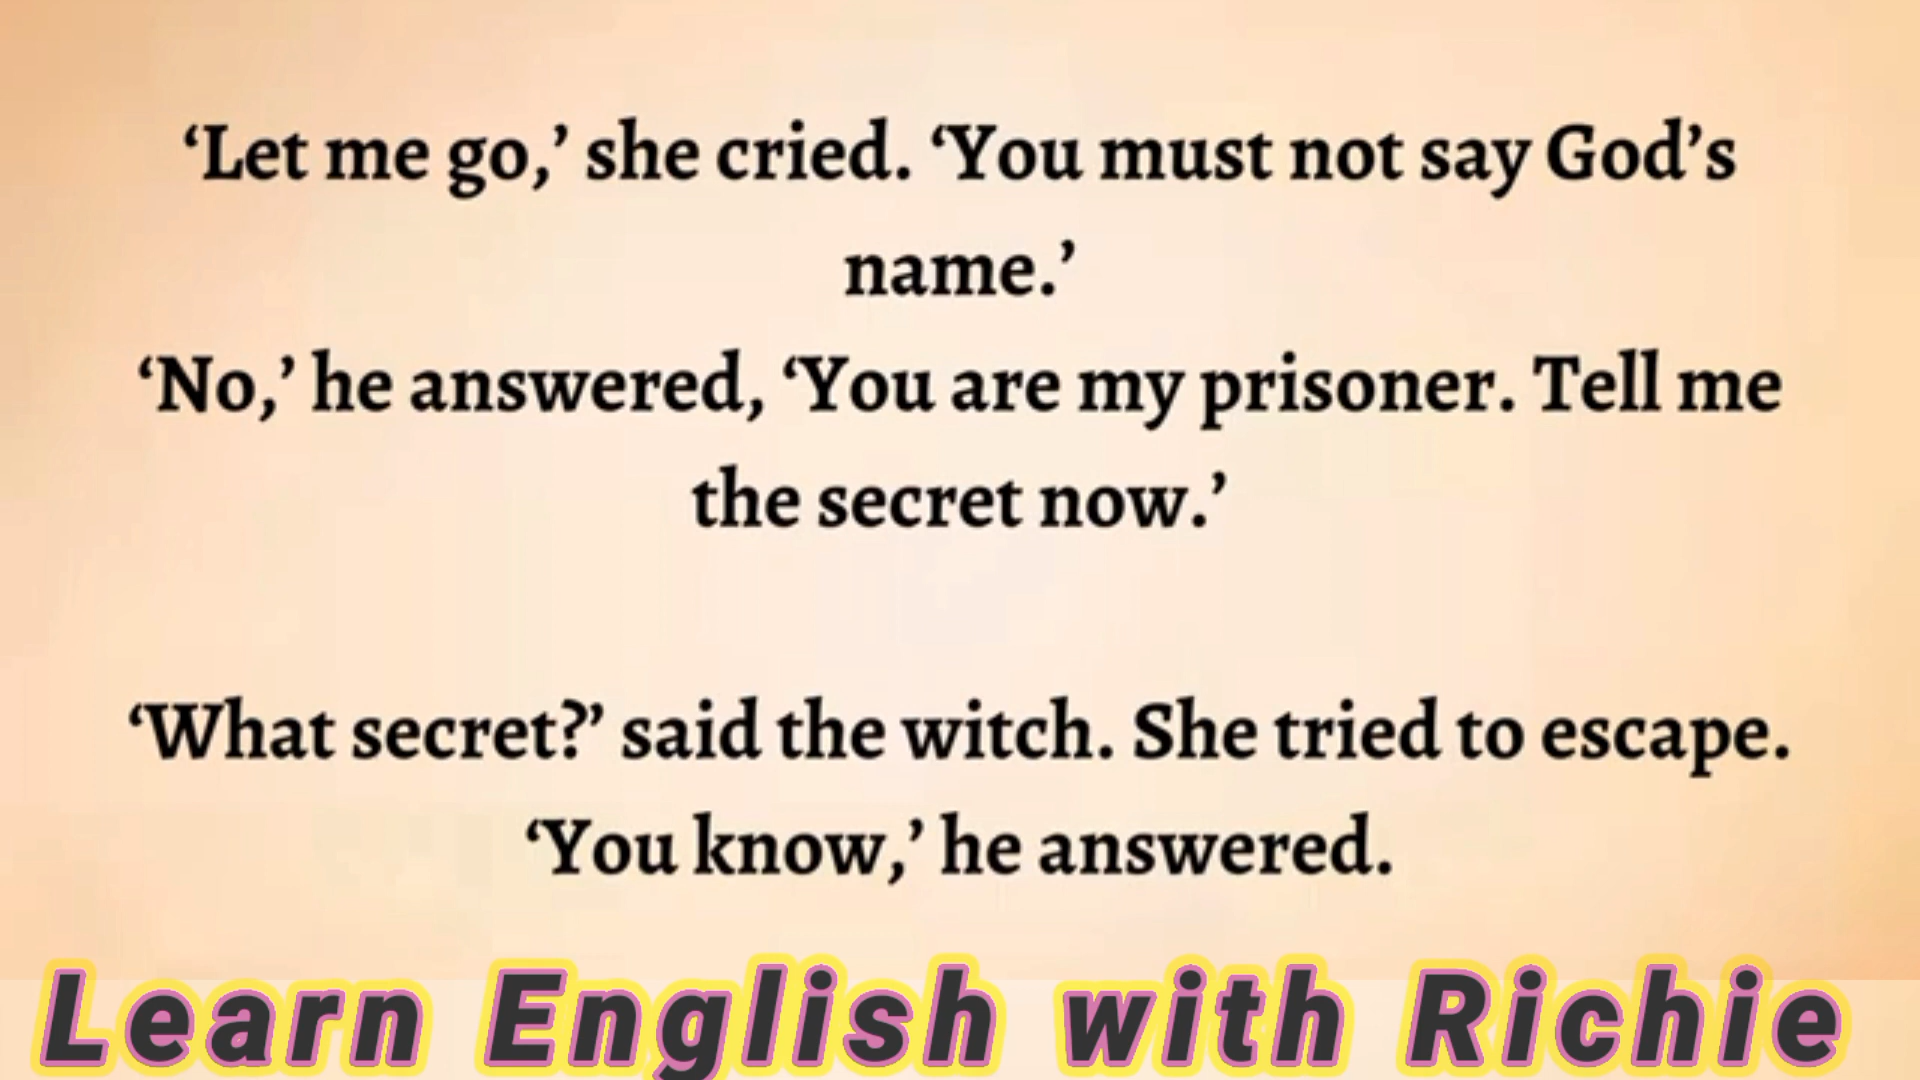 ‘Let me go,’ she cried. ‘You must not say God’s
name.’
‘No,’ he answered, ‘You are my prisoner. Tell me
the secret now.’
‘What secret?’ said the witch. She tried to escape.
‘You know,’ he answered.
Learn English with Richie